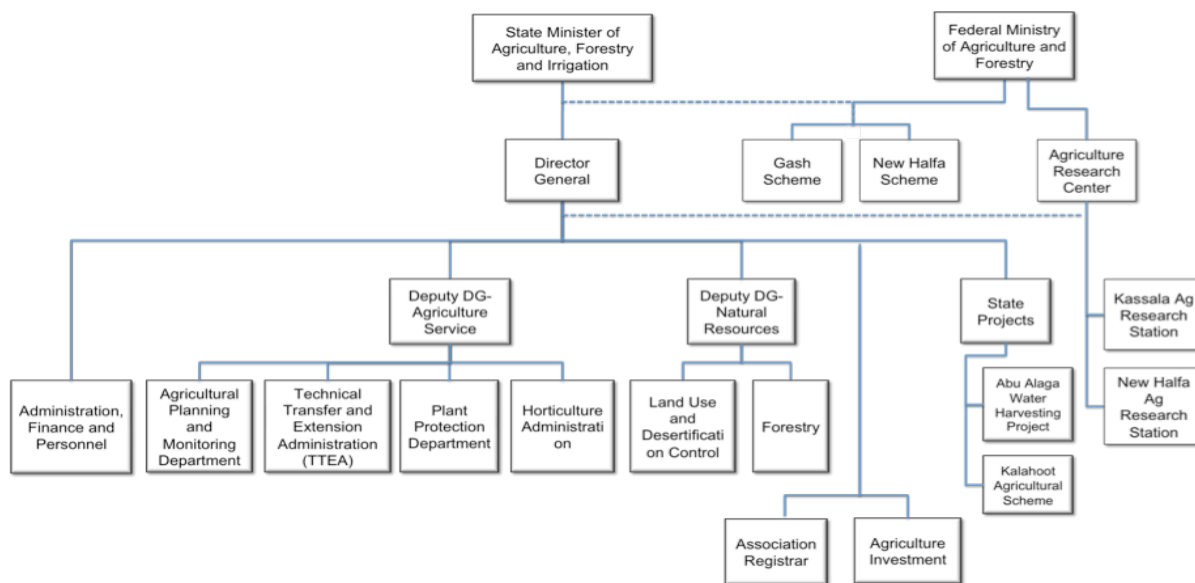 State Minister of
Agriculture, Forestry
and Irrigation
Federal Ministry
of Agriculture and
Forestry
Director
General
Gash
Scheme
New Halfa
Scheme
Agriculture
Research
Center
Deputy DG-
Agriculture
Service
Deputy DG-
Natural
Resources
State
Projects
Kassala Ag
Research
Station
Administration,
Finance and
Personnel
Agricultural
Planning
and
Monitoring
Department
Technical
Transfer and
Extension
Administration
(TTEA)
Plant
Protection
Department
Horticulture
Administrati
on
Land Use
and
Desertificati
on Control
Forestry
Abu Alaga
Water
Harvesting
Project
New Halfa
Ag
Research
Station
Kalahoot
Agricultural
Scheme
Association
Registrar
Agriculture
Investment